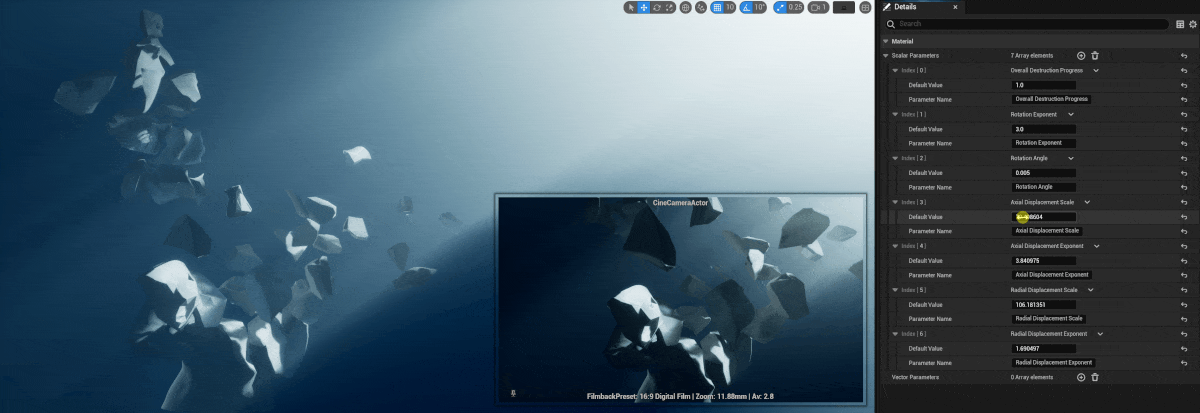 10
10°
0.25
1
CineCameraActor
FilmbackPreset: 16:9 Digital Film | Zoom: 11.88mm | Av: 2.8
Details
Search
Material
Scalar Parameters 7 Array elements
Index [ 0 ] Overall Destruction Progress
Default Value 1.0
Parameter Name Overall Destruction Progress
Index [ 1 ] Rotation Exponent
Default Value 3.0
Parameter Name Rotation Exponent
Index [ 2 ] Rotation Angle
Default Value 0.005
Parameter Name Rotation Angle
Index [ 3 ] Axial Displacement Scale
Default Value
Parameter Name Axial Displacement Scale
Index [ 4 ] Axial Displacement Exponent
Default Value 3.840975
Parameter Name Axial Displacement Exponent
Index [ 5 ] Radial Displacement Scale
Default Value 106.181351
Parameter Name Radial Displacement Scale
Index [ 6 ] Radial Displacement Exponent
Default Value 1.690497
Parameter Name Radial Displacement Exponent
Vector Parameters 0 Array elements